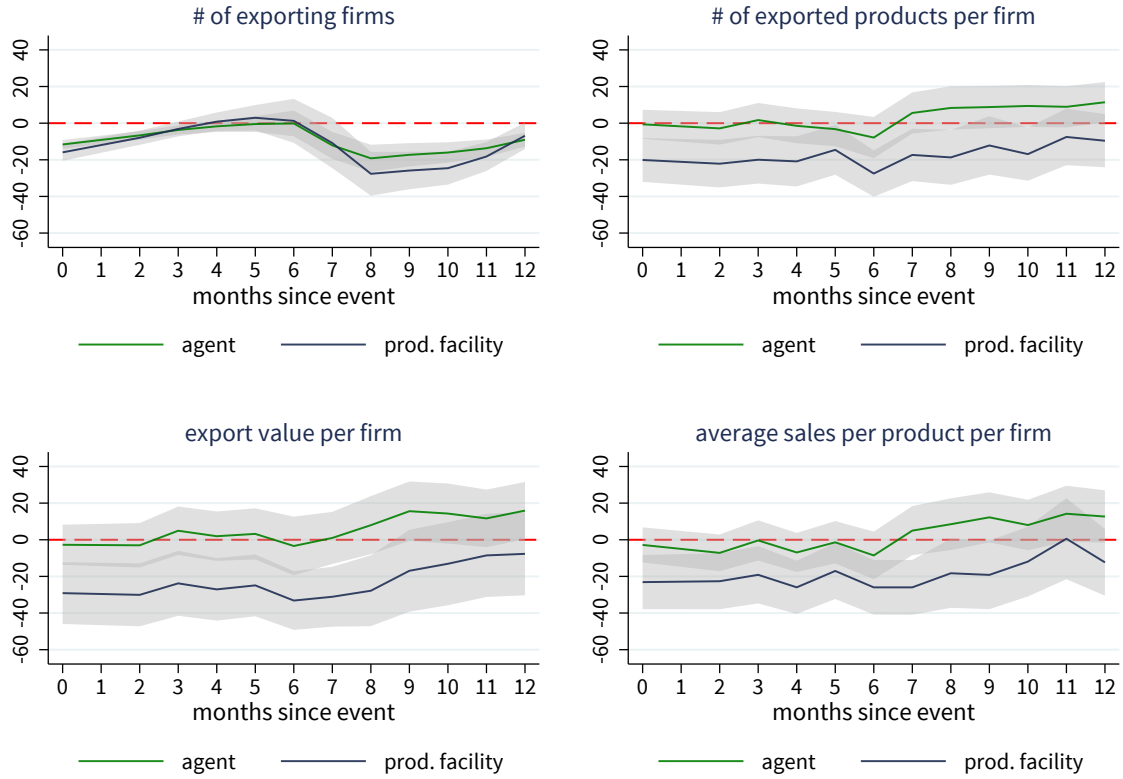 # of exporting firms
40
20
0
-20
-40
-60
0 1 2 3 4 5 6 7 8 9 10 11 12
months since event
agent prod. facility
# of exported products per firm
40
20
0
-20
-40
-60
0 1 2 3 4 5 6 7 8 9 10 11 12
months since event
agent prod. facility
export value per firm
40
20
0
-20
-40
-60
0 1 2 3 4 5 6 7 8 9 10 11 12
months since event
agent prod. facility
average sales per product per firm
40
20
0
-20
-40
-60
0 1 2 3 4 5 6 7 8 9 10 11 12
months since event
agent prod. facility